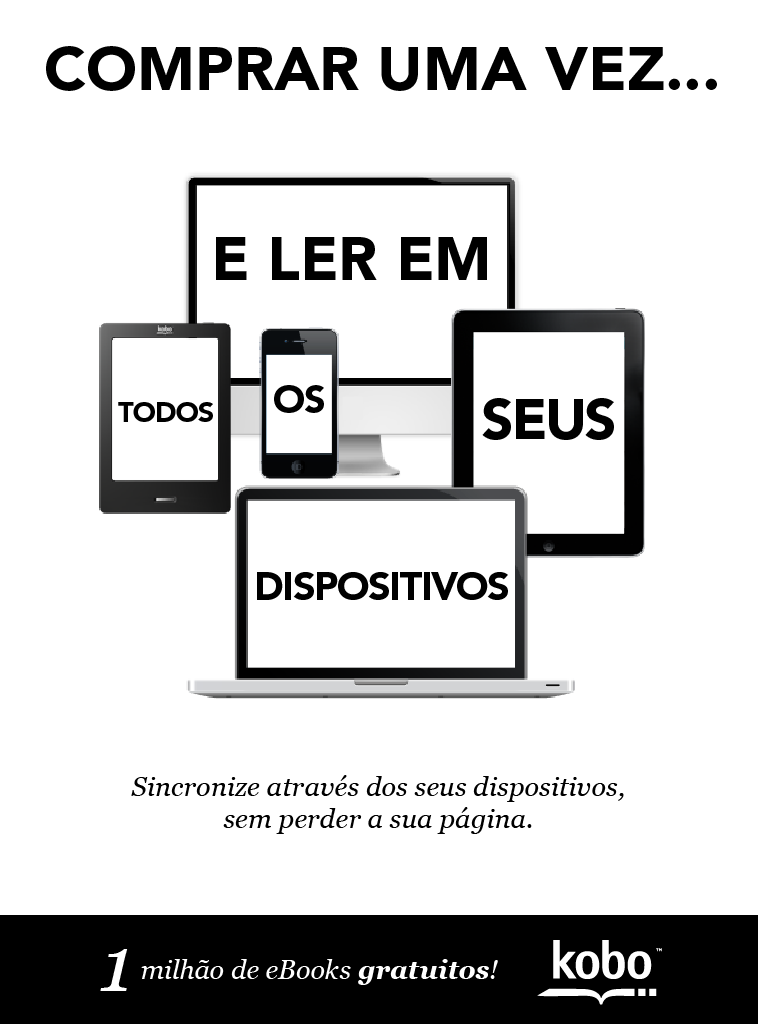 COMPRAR UMA VEZ...
E LER EM
kobo
TODOS
OS
SEUS
DISPOSITIVOS
Sincronize através dos seus dispositivos,
sem perder a sua página.
1 milhão de eBooks gratuitos!
kobo™